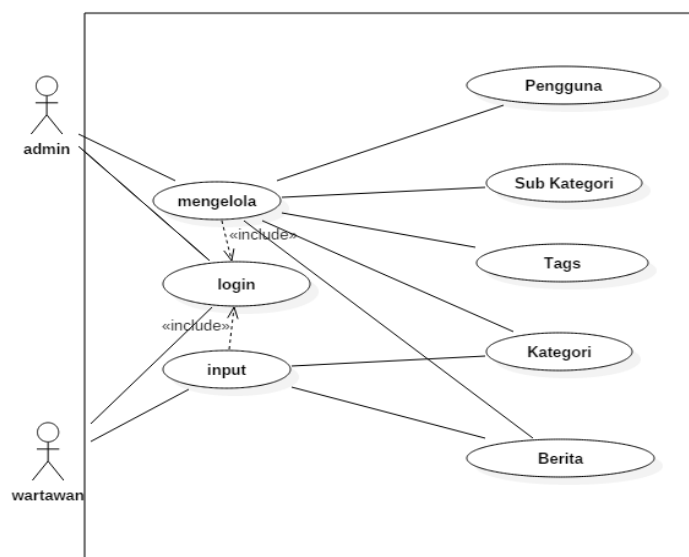 Pengguna
admin
Sub Kategori
mengelola
«include»
Tags
login
«include»
Kategori
input
Berita
wartawan